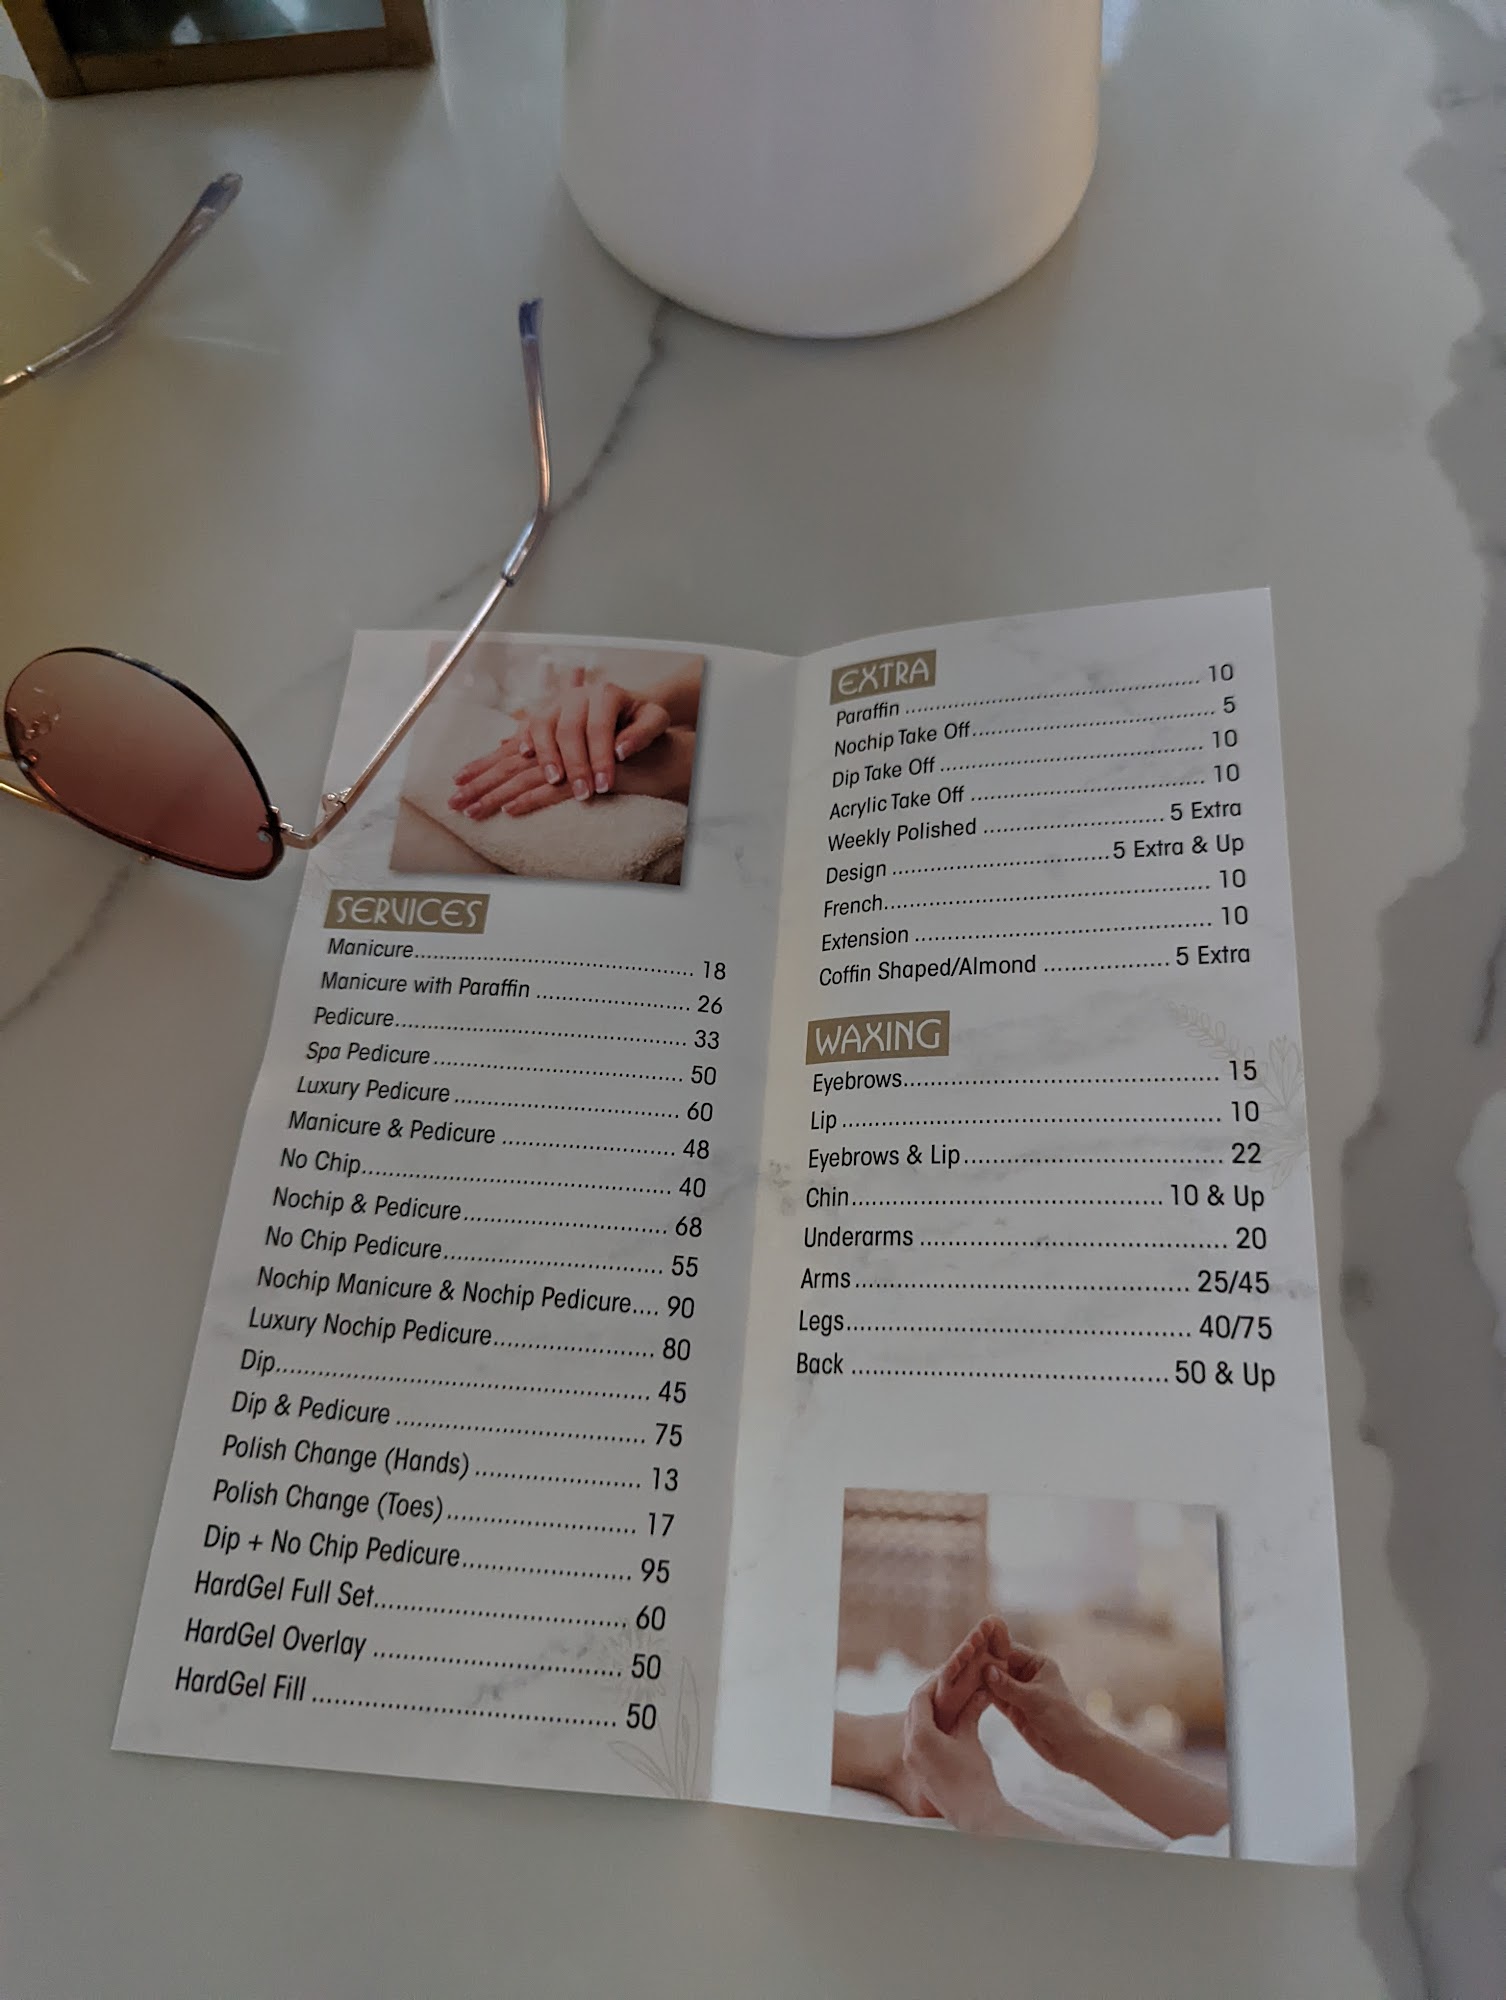 SERVICES
Manicure 18
Manicure with Paraffin 26
Pedicure 33
Spa Pedicure 50
Luxury Pedicure 60
Manicure & Pedicure 48
No Chip 40
Nochip & Pedicure 68
No Chip Pedicure 55
Nochip Manicure & Nochip Pedicure 90
Luxury Nochip Pedicure 80
Dip 45
Dip & Pedicure 75
Polish Change (Hands) 13
Polish Change (Toes) 17
Dip + No Chip Pedicure 95
HardGel Full Set 60
HardGel Overlay 50
HardGel Fill 50
EXTRA
Paraffin 10
Nochip Take Off 5
Dip Take Off 10
Acrylic Take Off 10
Weekly Polished 5 Extra
Design 5 Extra & Up
French 10
Extension 10
Coffin Shaped/Almond 5 Extra
WAXING
Eyebrows 15
Lip 10
Eyebrows & Lip 22
Chin 10 & Up
Underarms 20
Arms 25/45
Legs 40/75
Back 50 & Up